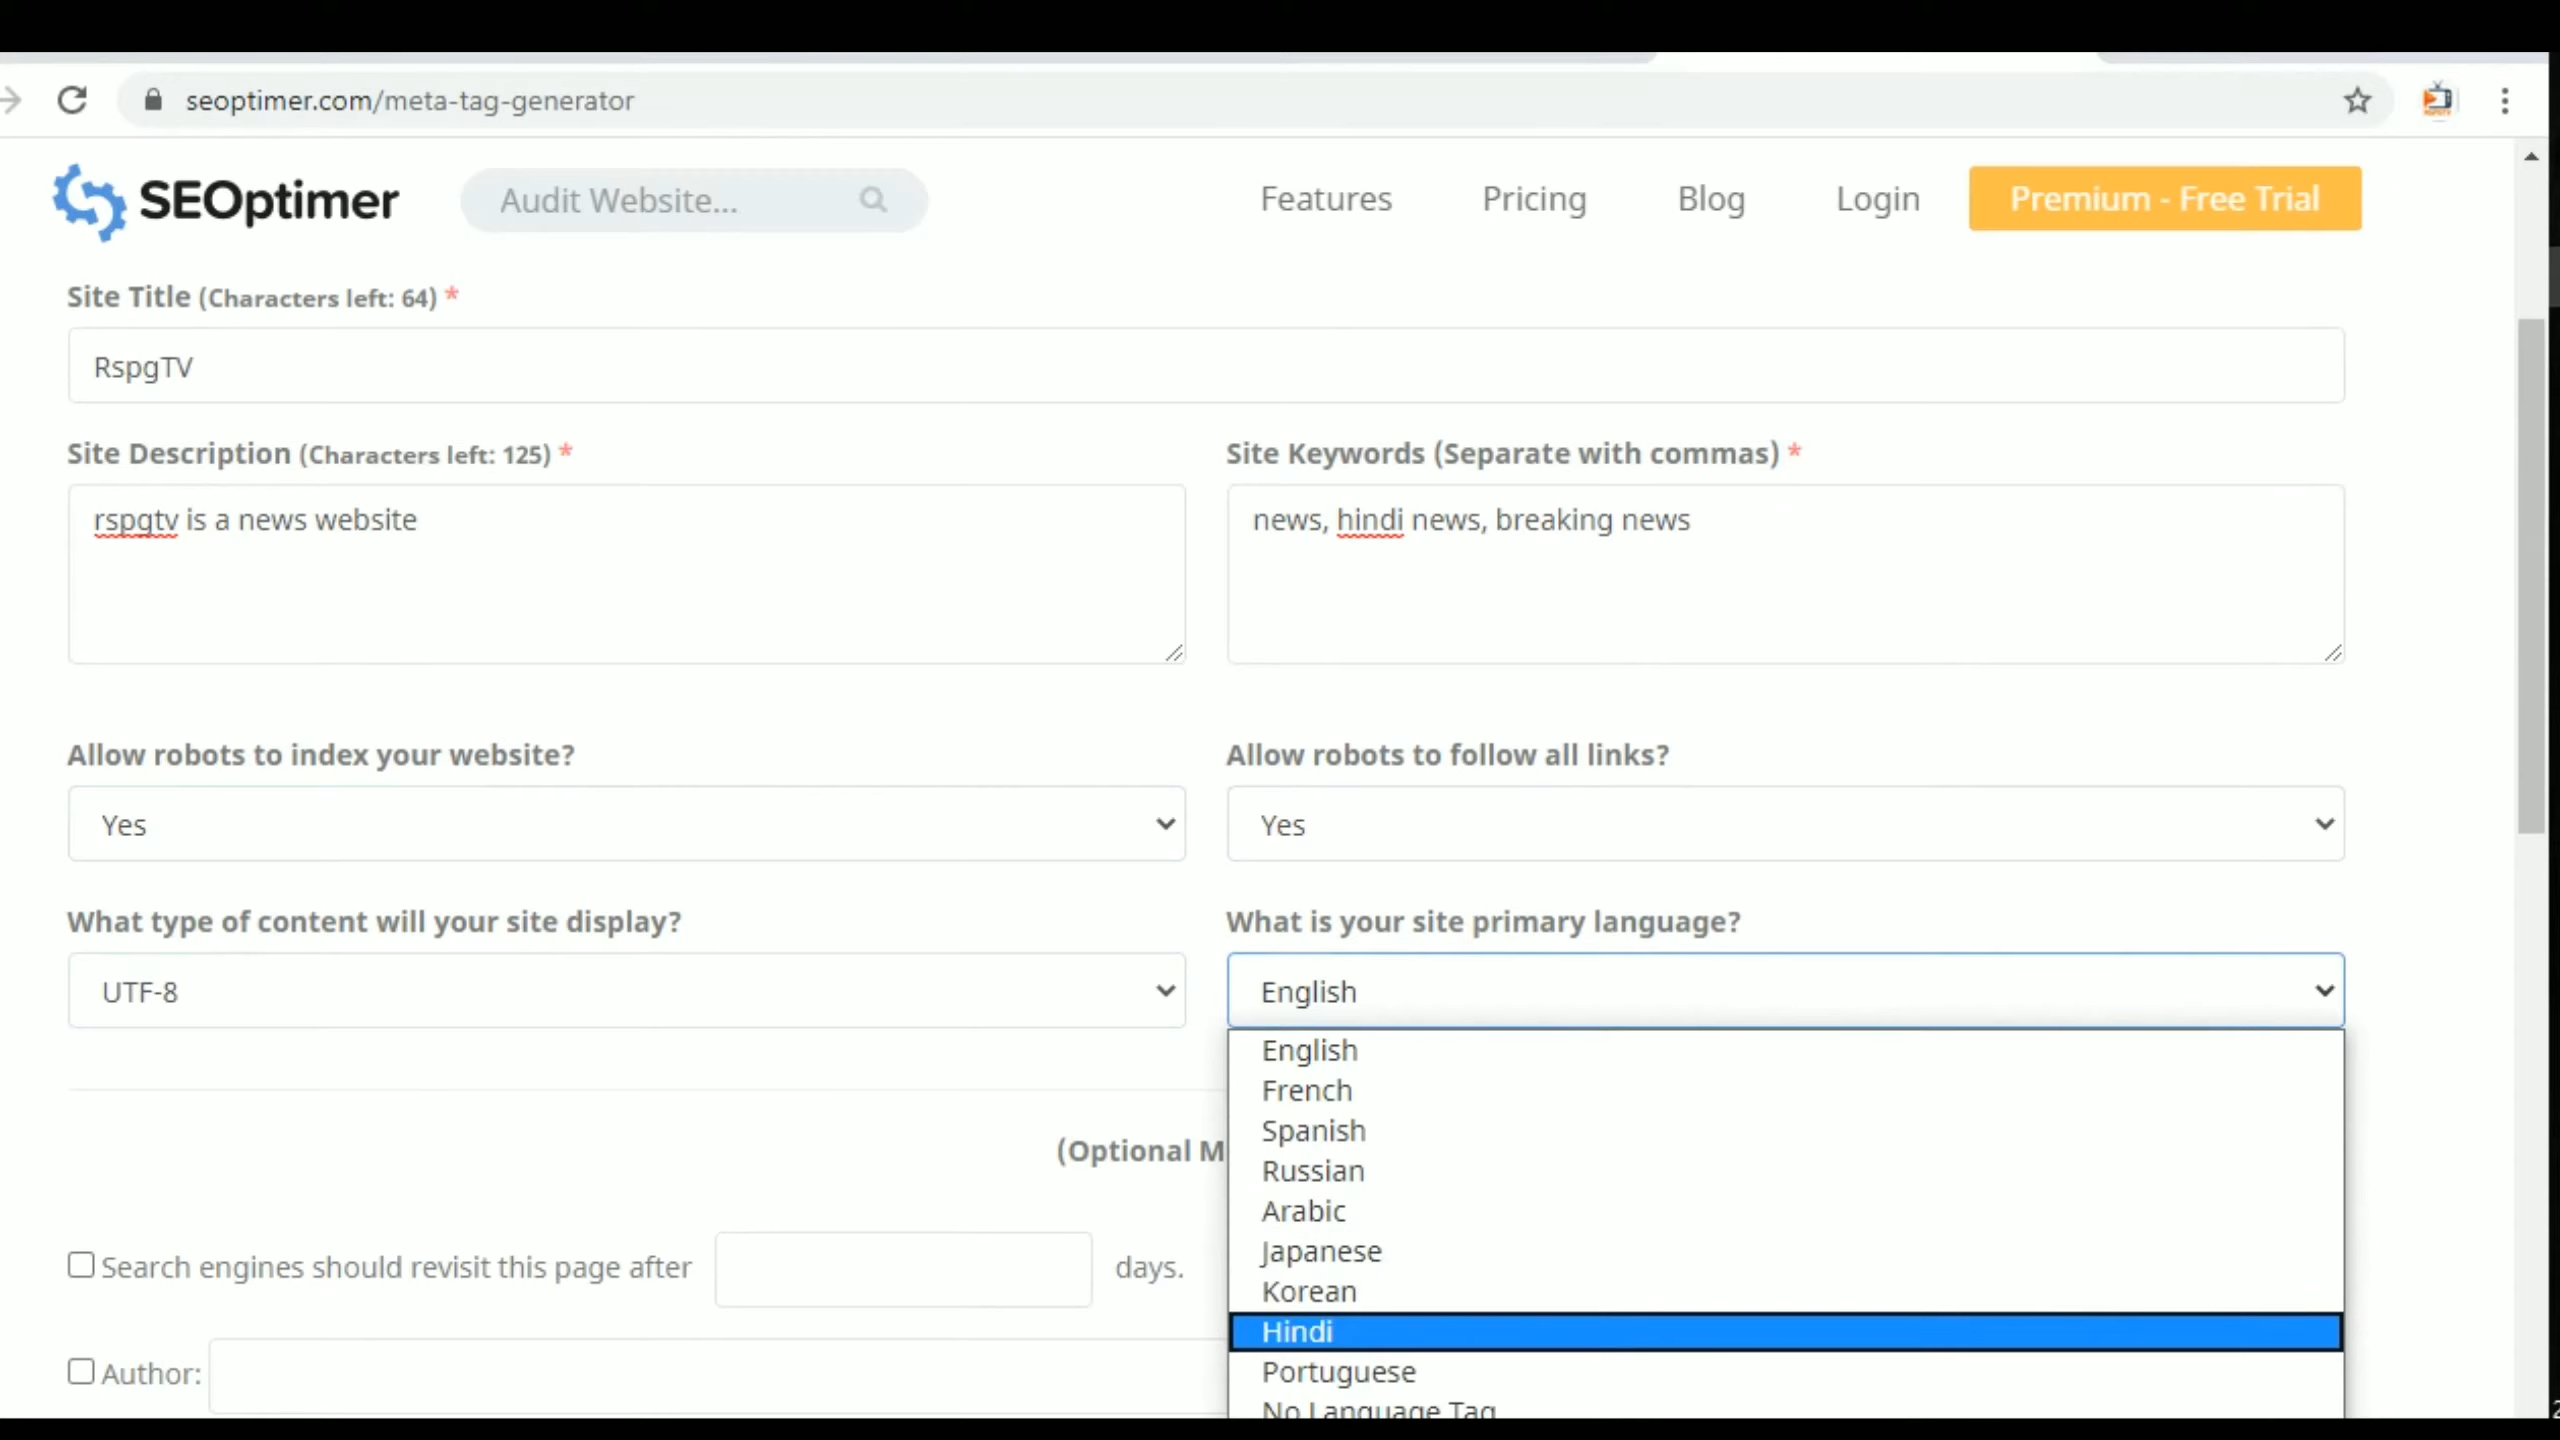 seoptimer.com/meta-tag-generator
SEOptimer
Audit Website...
Features
Pricing
Blog
Login
Premium - Free Trial
Site Title (Characters left: 64) *
RspgTV
Site Description (Characters left: 125) *
Site Keywords (Separate with commas) *
rspgtv is a news website
news, hindi news, breaking news
Allow robots to index your website?
Allow robots to follow all links?
Yes
Yes
What type of content will your site display?
What is your site primary language?
UTF-8
English
English
French
Spanish
Russian
Arabic
Japanese
Korean
Hindi
Portuguese
No Language Tag
(Optional M
Search engines should revisit this page after
days.
Author: